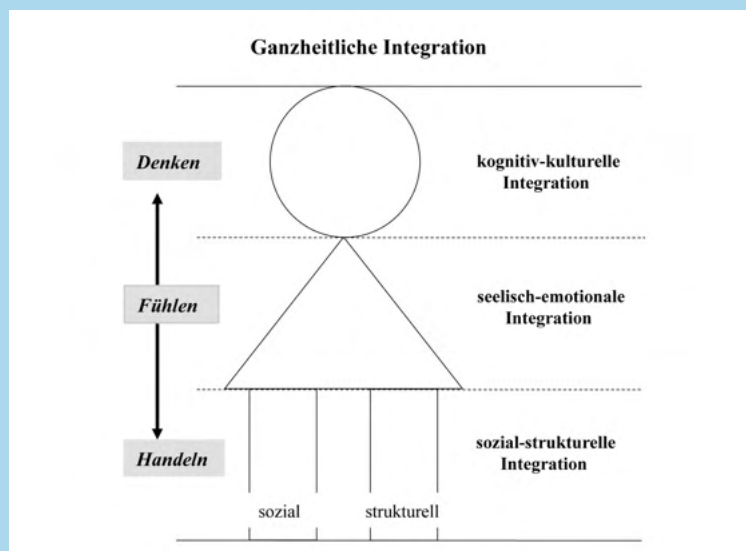 Ganzheitliche Integration
Denken
kognitiv-kulturelle
Integration
Fühlen
seelisch-emotionale
Integration
Handeln
sozial-strukturelle
Integration
sozial
strukturell